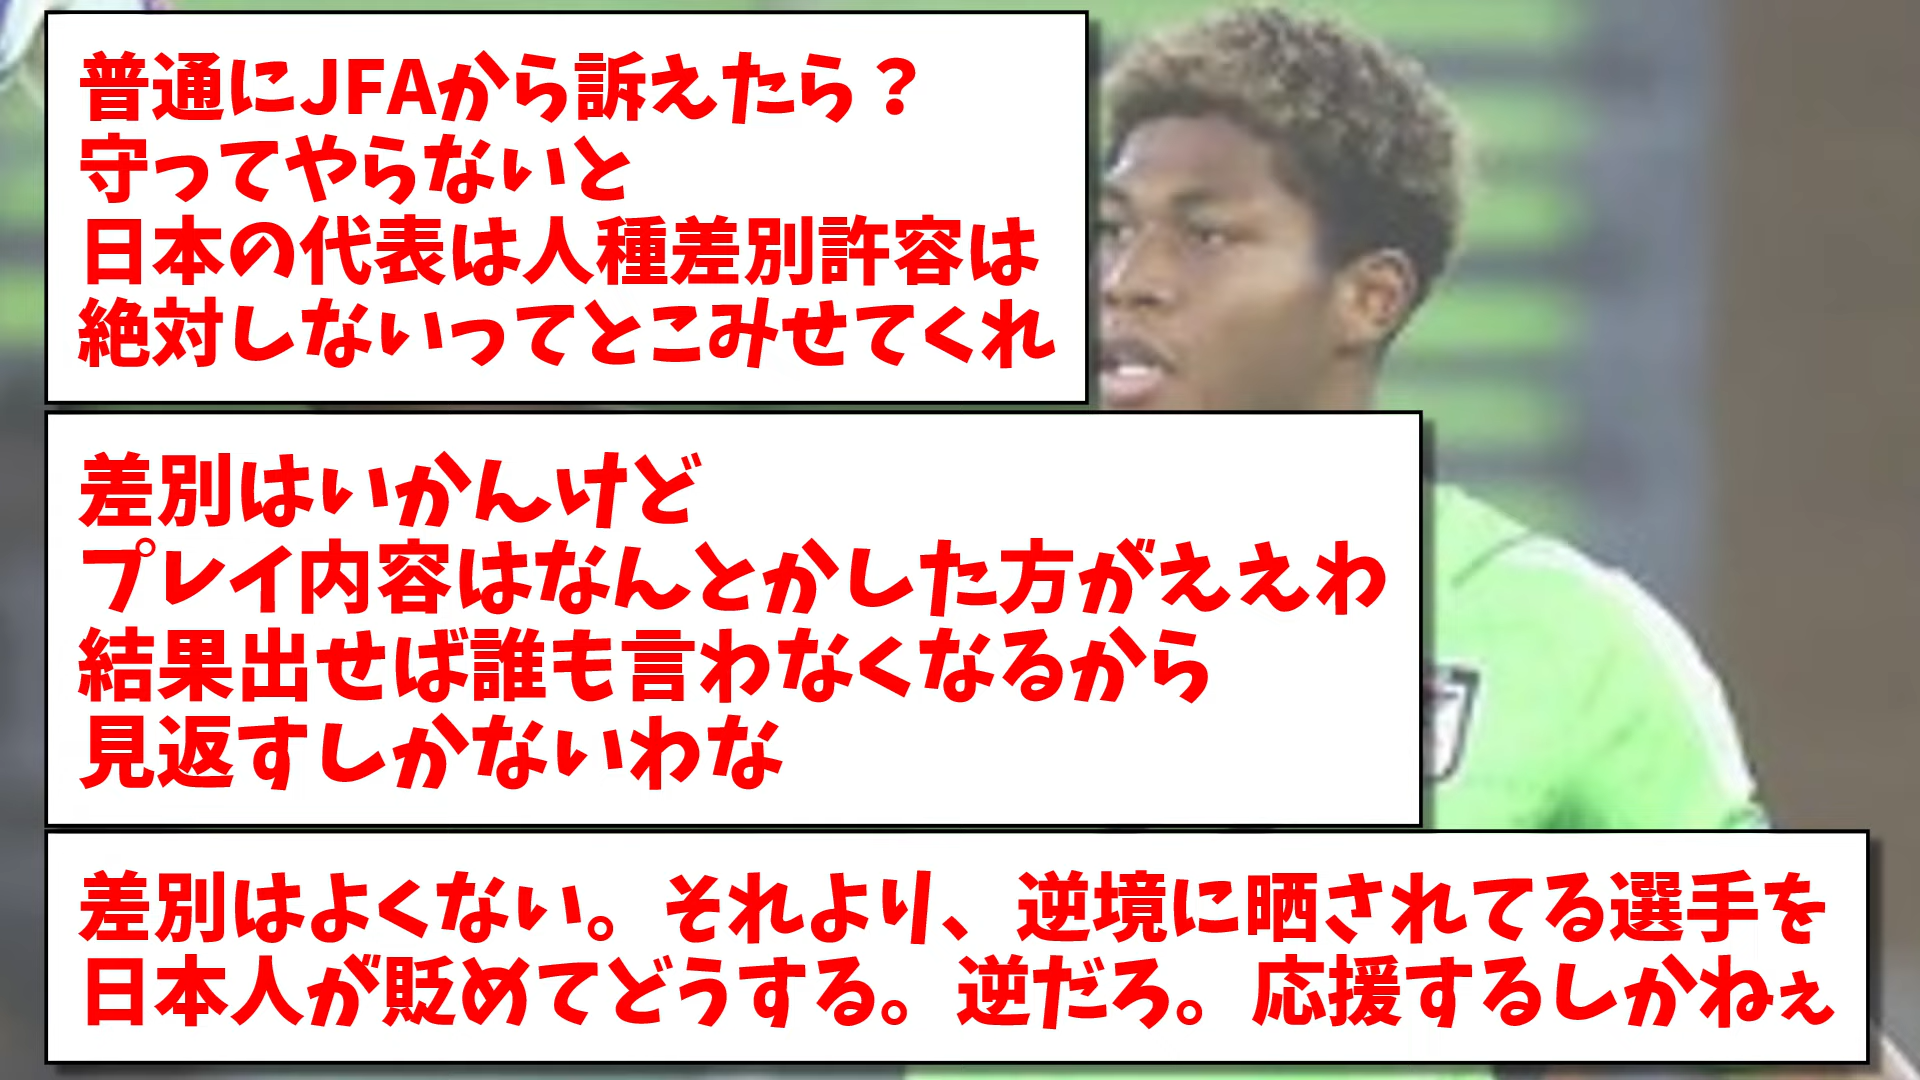 普通にJFAから訴えたら？
守ってやらないと
日本の代表は人種差別許容は
絶対しないってとこみせてくれ
差別はいかんけど
プレイ内容はなんとかした方がええわ
結果出せば誰も言わなくなるから
見返すしかないわな
差別はよくない。それより、逆境に晒されてる選手を
日本人が貶めてどうする。逆だろ。応援するしかねぇ